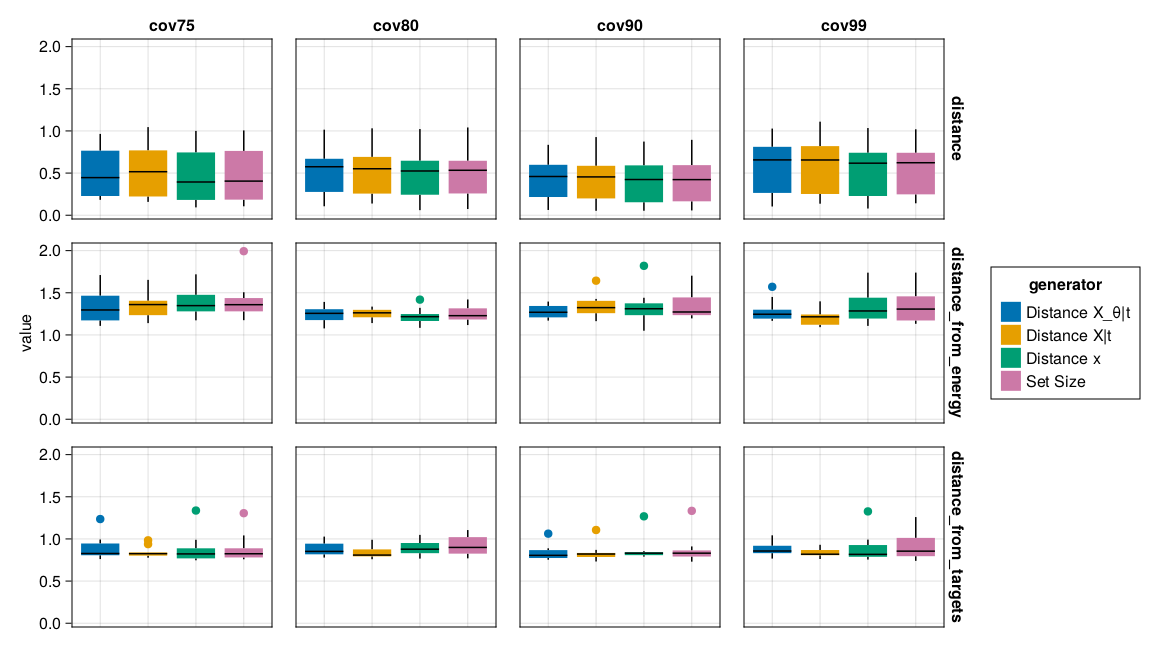 cov75 cov80 cov90 cov99
2.0
1.5
1.0
0.5
0.0
distance
2.0
1.5
1.0
0.5
0.0
distance_from_energy
value
2.0
1.5
1.0
0.5
0.0
distance_from_targets
generator
Distance X_θ|t
Distance X|t
Distance x
Set Size